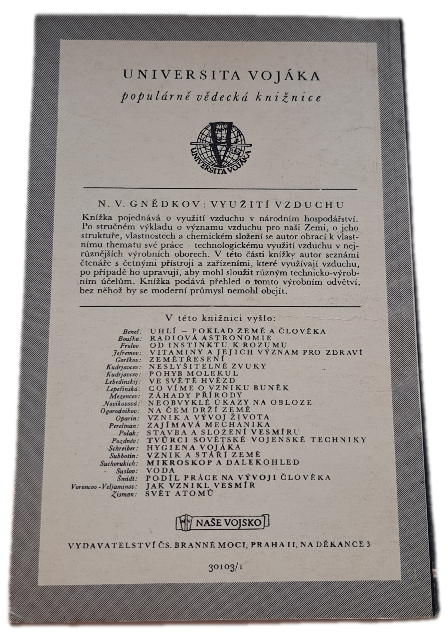 UNIVERSITA VOJÁKA
populárně vědecká knižnice
UNIVERSITA VOJÁKA
N. V. GNĚDKOV: VYUŽITÍ VZDUCHU
Knížka pojednává o využití vzduchu v národním hospodářství.
Po stručném výkladu o významu vzduchu pro naši Zemi, o jeho
struktuře, vlastnostech a chemickém složení se autor obrací k vlast-
nímu thematu své práce - technologickému využití vzduchu v nej-
různějších výrobních oborech. V této části knížky autor seznámí
čtenáře s četnými přístroji a zařízeními, které využívají vzduchu,
po případě ho upravují, aby mohl sloužit různým technicko-výrob-
ním účelům. Knížka podává přehled o tomto výrobním odvětví,
bez něhož by se moderní průmysl nemohl obejít.
V této knižnici vyšlo:
Beneš: UHLÍ – POKLAD ZEMĚ A ČLOVĚKA
Bouška: RADIOVÁ ASTRONOMIE
Frolov: OD INSTINKTU K ROZUMU
Jefremov: VITAMINY A JEJICH VÝZNAM PRO ZDRAVÍ
Gorškov: ZEMĚTŘESENÍ
Kudrjavcev: NESLYŠITELNÉ ZVUKY
Kudrjavcev: POHYB MOLEKUL
Lebedinskij: VE SVĚTĚ HVĚZD
Lepešinská: CO VÍME O VZNIKU BUNĚK
Mezencev: ZÁHADY PŘÍRODY
Novikovová: NEOBVYKLÉ ÚKAZY NA OBLOZE
Ogorodnikov: NA ČEM DRŽÍ ZEMĚ
Oparin: VZNIK A VÝVOJ ŽIVOTA
Perelman: ZAJÍMAVÁ MECHANIKA
Polák: STAVBA A SLOŽENÍ VESMÍRU
Pozdněv: TVŮRCI SOVĚTSKÉ VOJENSKÉ TECHNIKY
Schreiber: HYGIENA VOJÁKA
Subbotin: VZNIK A STÁŘÍ ZEMĚ
Suchorukich: MIKROSKOP A DALEKOHLED
Suslov: VODA
Šmidt: PODÍL PRÁCE NA VÝVOJI ČLOVĚKA
Voroncov - Veljaminov: JAK VZNIKL VESMÍR
Zisman: SVĚT ATOMŮ
NAŠE VOJSKO
VYDAVATELSTVÍ ČS. BRANNÉ MOCI, PRAHA II, NA DĚKANCE 3
30103/1